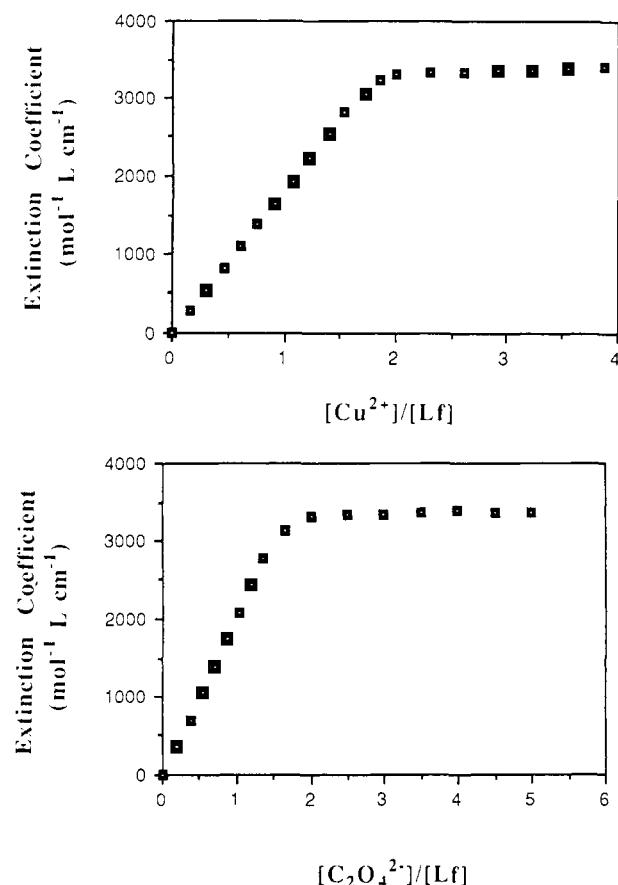 4000
3000
2000
1000
0
Extinction Coefficient
(mol⁻¹ L cm⁻¹)
0 1 2 3 4
[Cu²⁺]/[Lf]
4000
3000
2000
1000
0
Extinction Coefficient
(mol⁻¹ L cm⁻¹)
0 1 2 3 4 5 6
[C₂O₄²⁻]/[Lf]